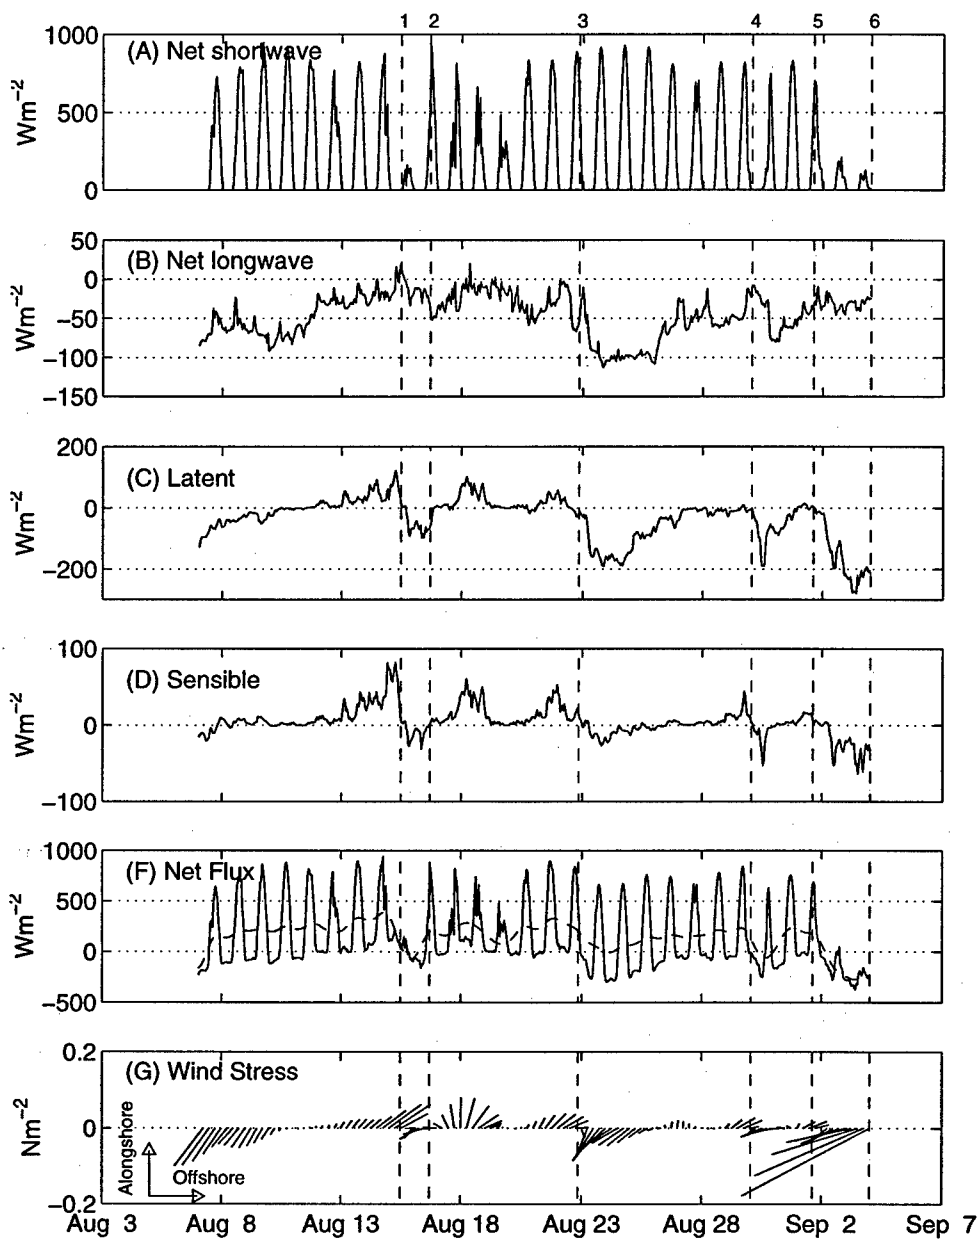 1 2 3 4 5 6
(A) Net shortwave
1000
500
0
Wm−2
(B) Net longwave
50
0
−50
−100
−150
Wm−2
(C) Latent
200
0
−200
Wm−2
(D) Sensible
100
0
−100
Wm−2
(F) Net Flux
1000
500
0
−500
Wm−2
(G) Wind Stress
0.2
0
−0.2
Nm−2
Alongshore
Offshore
Aug 3 Aug 8 Aug 13 Aug 18 Aug 23 Aug 28 Sep 2 Sep 7